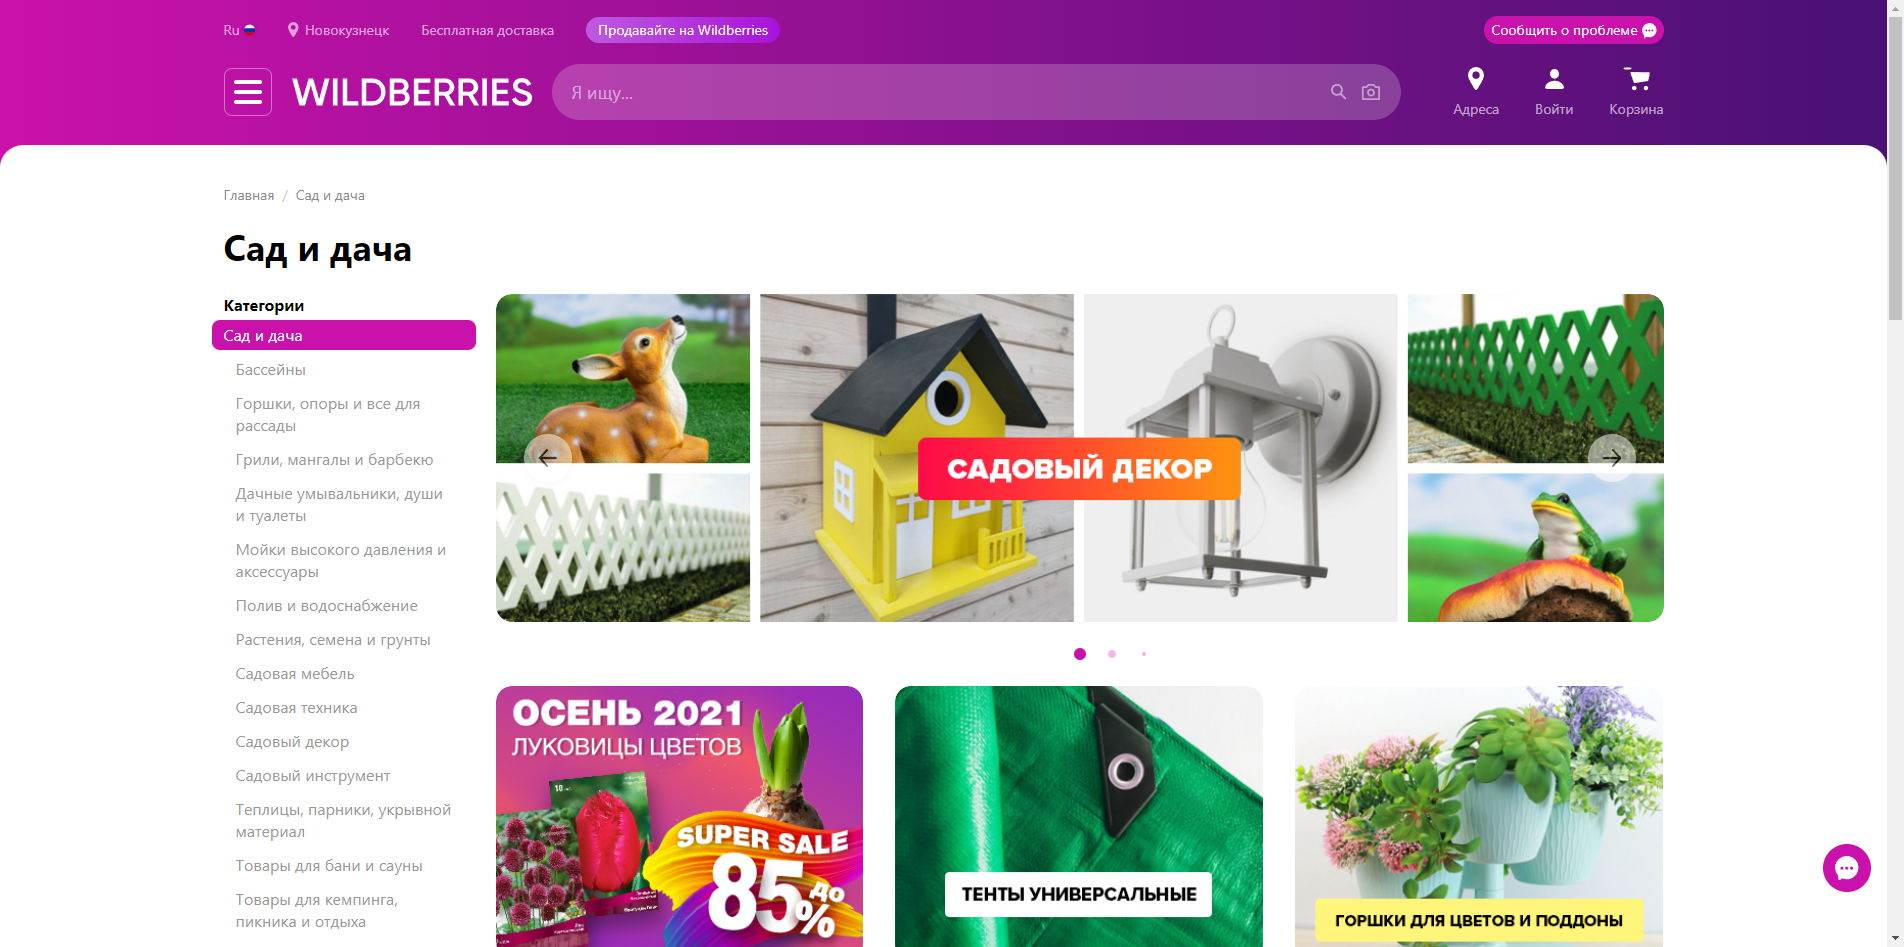 Ru
Новокузнецк
Бесплатная доставка
Продавайте на Wildberries
Сообщить о проблеме
WILDBERRIES
Я ищу...
Адреса
Войти
Корзина
Главная / Сад и дача
Сад и дача
Категории
Сад и дача
Бассейны
Горшки, опоры и все для
рассады
Грили, мангалы и барбекю
Дачные умывальники, души
и туалеты
Мойки высокого давления и
аксессуары
Полив и водоснабжение
Растения, семена и грунты
Садовая мебель
Садовая техника
Садовый декор
Садовый инструмент
Теплицы, парники, укрывной
материал
Товары для бани и сауны
Товары для кемпинга,
пикника и отдыха
САДОВЫЙ ДЕКОР
ОСЕНЬ 2021
ЛУКОВИЦЫ ЦВЕТОВ
SUPER SALE
ДО
85%
ТЕНТЫ УНИВЕРСАЛЬНЫЕ
ГОРШКИ ДЛЯ ЦВЕТОВ И ПОДДОНЫ